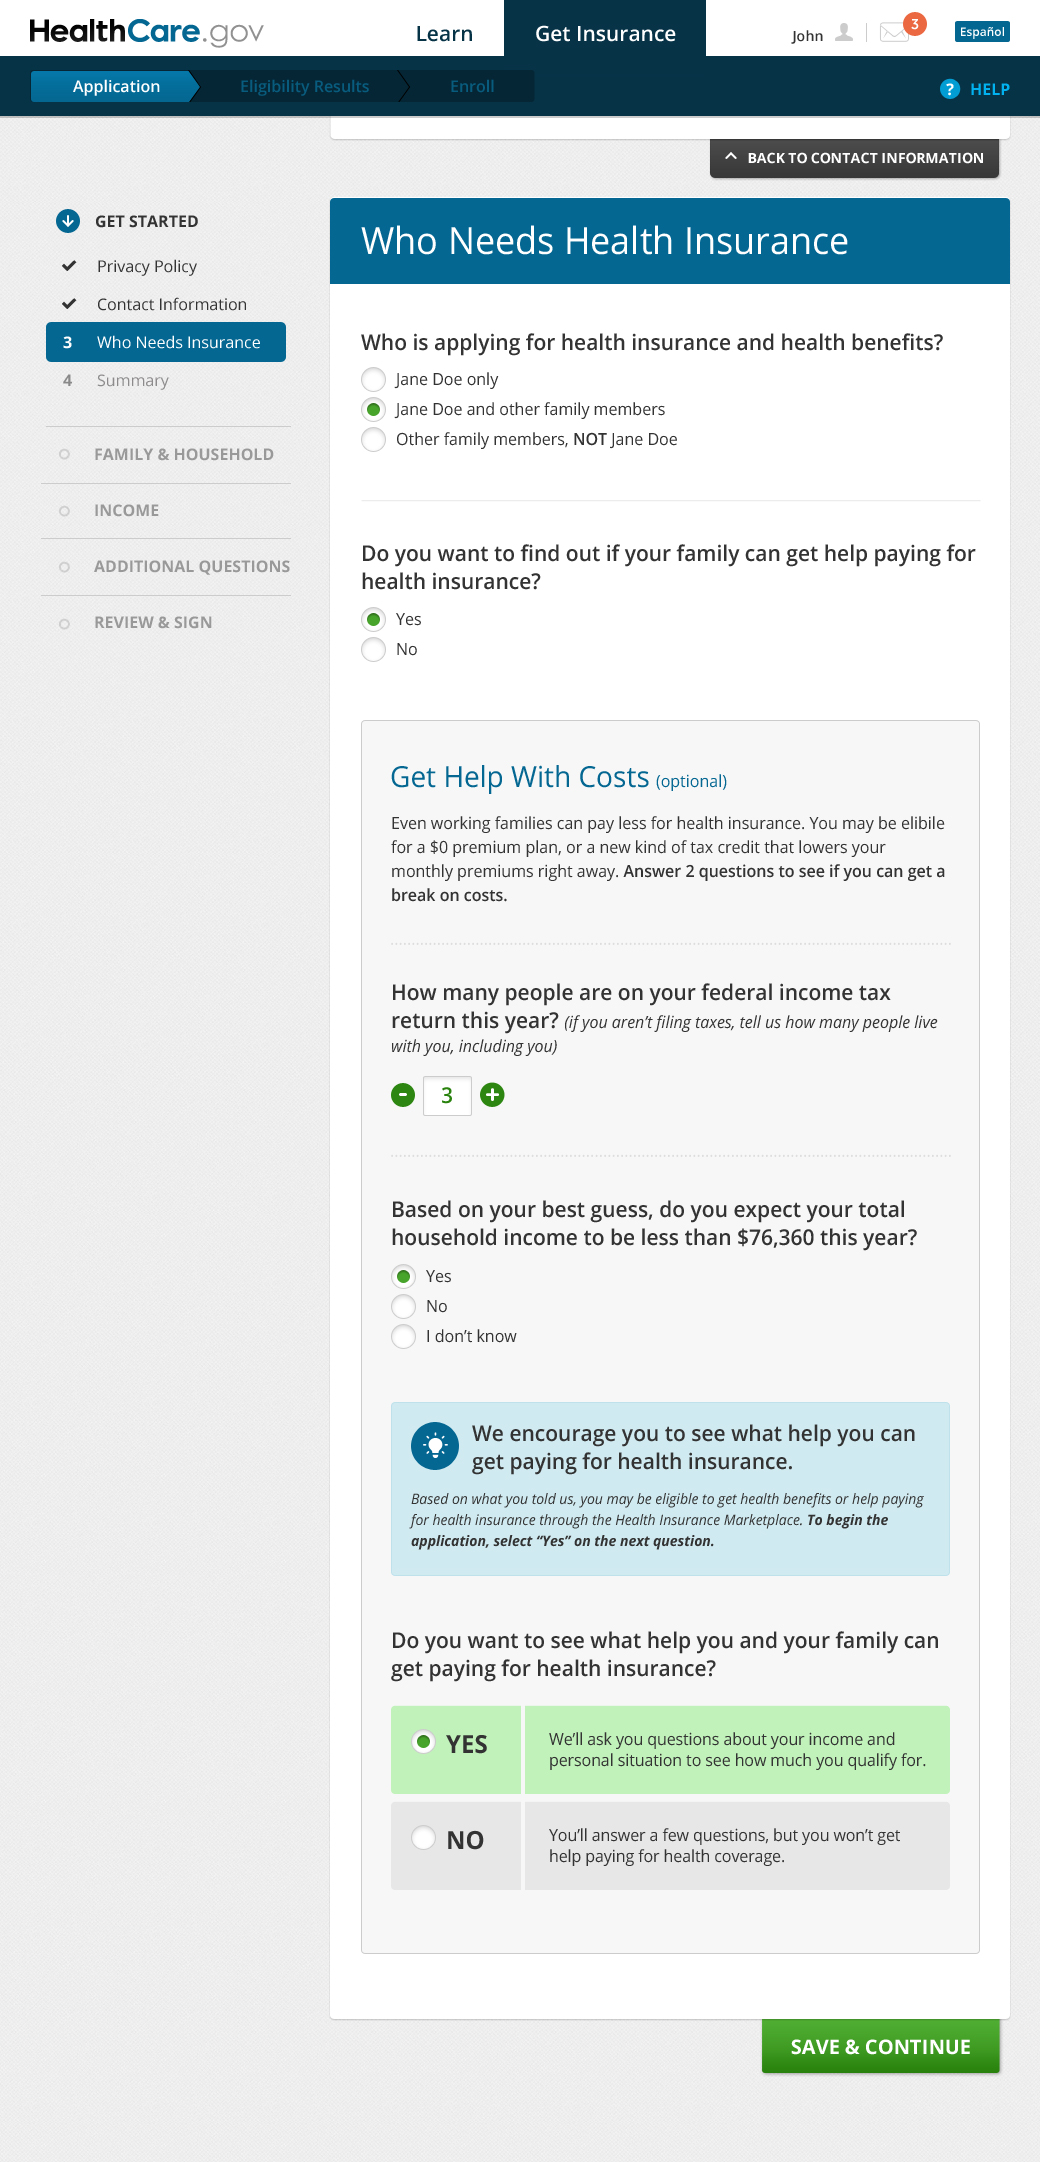 HealthCare.gov
Learn
Get Insurance
John
3
Español
Application
Eligibility Results
Enroll
? HELP
BACK TO CONTACT INFORMATION
GET STARTED
Privacy Policy
Contact Information
3 Who Needs Insurance
4 Summary
FAMILY & HOUSEHOLD
INCOME
ADDITIONAL QUESTIONS
REVIEW & SIGN
Who Needs Health Insurance
Who is applying for health insurance and health benefits?
Jane Doe only
Jane Doe and other family members
Other family members, NOT Jane Doe
Do you want to find out if your family can get help paying for
health insurance?
Yes
No
Get Help With Costs (optional)
Even working families can pay less for health insurance. You may be elibile
for a $0 premium plan, or a new kind of tax credit that lowers your
monthly premiums right away. Answer 2 questions to see if you can get a
break on costs.
How many people are on your federal income tax
return this year? (if you aren't filing taxes, tell us how many people live
with you, including you)
- 3 +
Based on your best guess, do you expect your total
household income to be less than $76,360 this year?
Yes
No
I don't know
We encourage you to see what help you can
get paying for health insurance.
Based on what you told us, you may be eligible to get health benefits or help paying
for health insurance through the Health Insurance Marketplace. To begin the
application, select “Yes” on the next question.
Do you want to see what help you and your family can
get paying for health insurance?
YES
We'll ask you questions about your income and
personal situation to see how much you qualify for.
NO
You'll answer a few questions, but you won't get
help paying for health coverage.
SAVE & CONTINUE